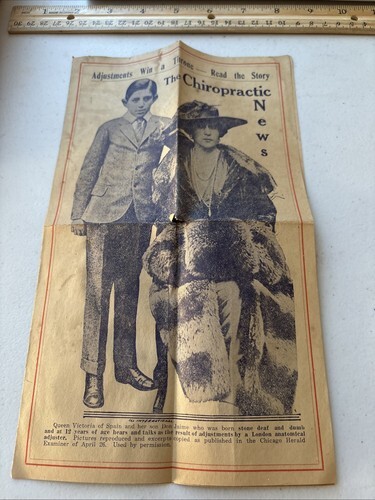 Adjustments Win a Throne — Read the Story
The Chiropractic
News
Queen Victoria of Spain and her son Don Jaime who was born stone deaf and dumb
and at 12 years of age hears and talks as the result of adjustments by a London anatomical
adjuster. Pictures reproduced and excerpts copied as published in the Chicago Herald
Examiner of April 28. Used by permission.